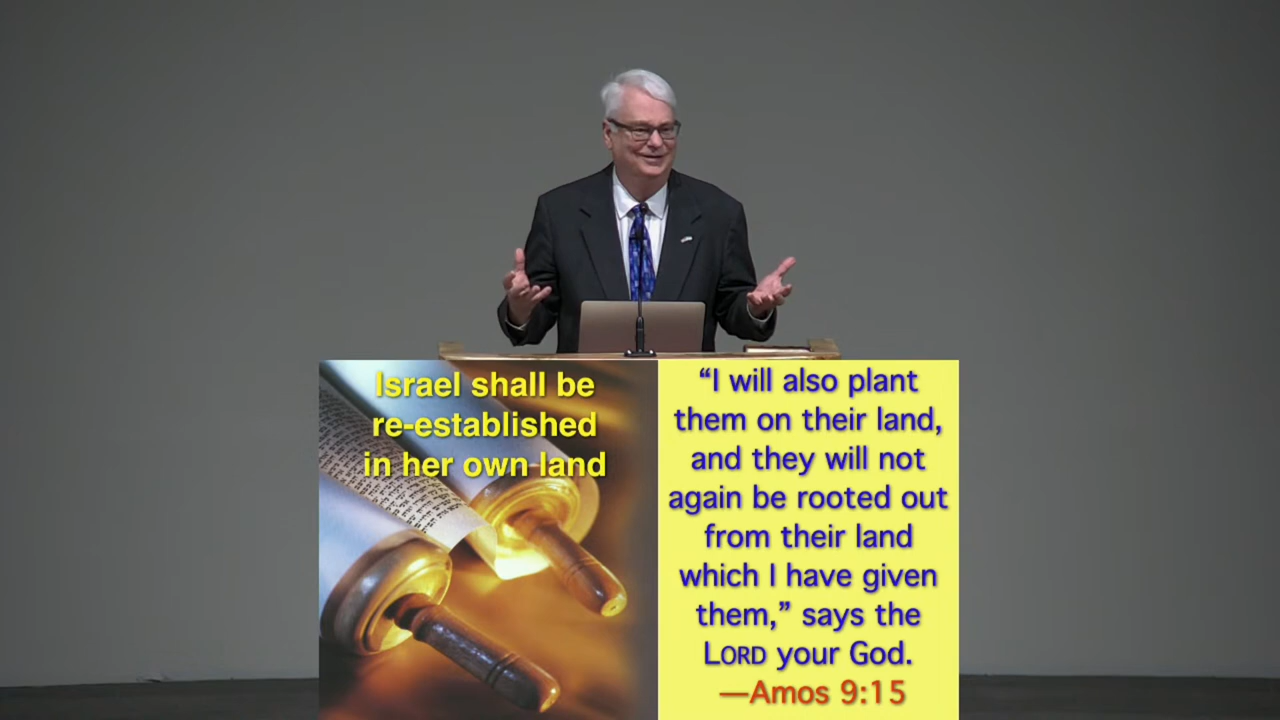 Israel shall be
re-established
in her own land
“I will also plant
them on their land,
and they will not
again be rooted out
from their land
which I have given
them,” says the
LORD your God.
—Amos 9:15